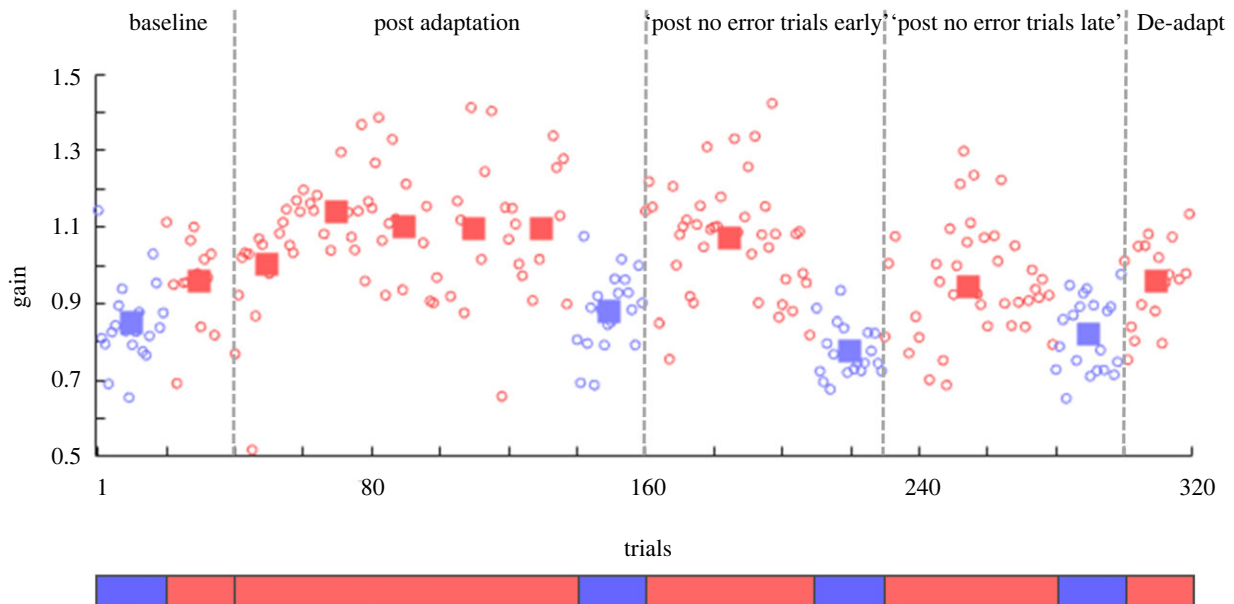 baseline post adaptation ‘post no error trials early’ ‘post no error trials late’ De-adapt
1.5
1.3
1.1
0.9
0.7
0.5
gain
1 80 160 240 320
trials